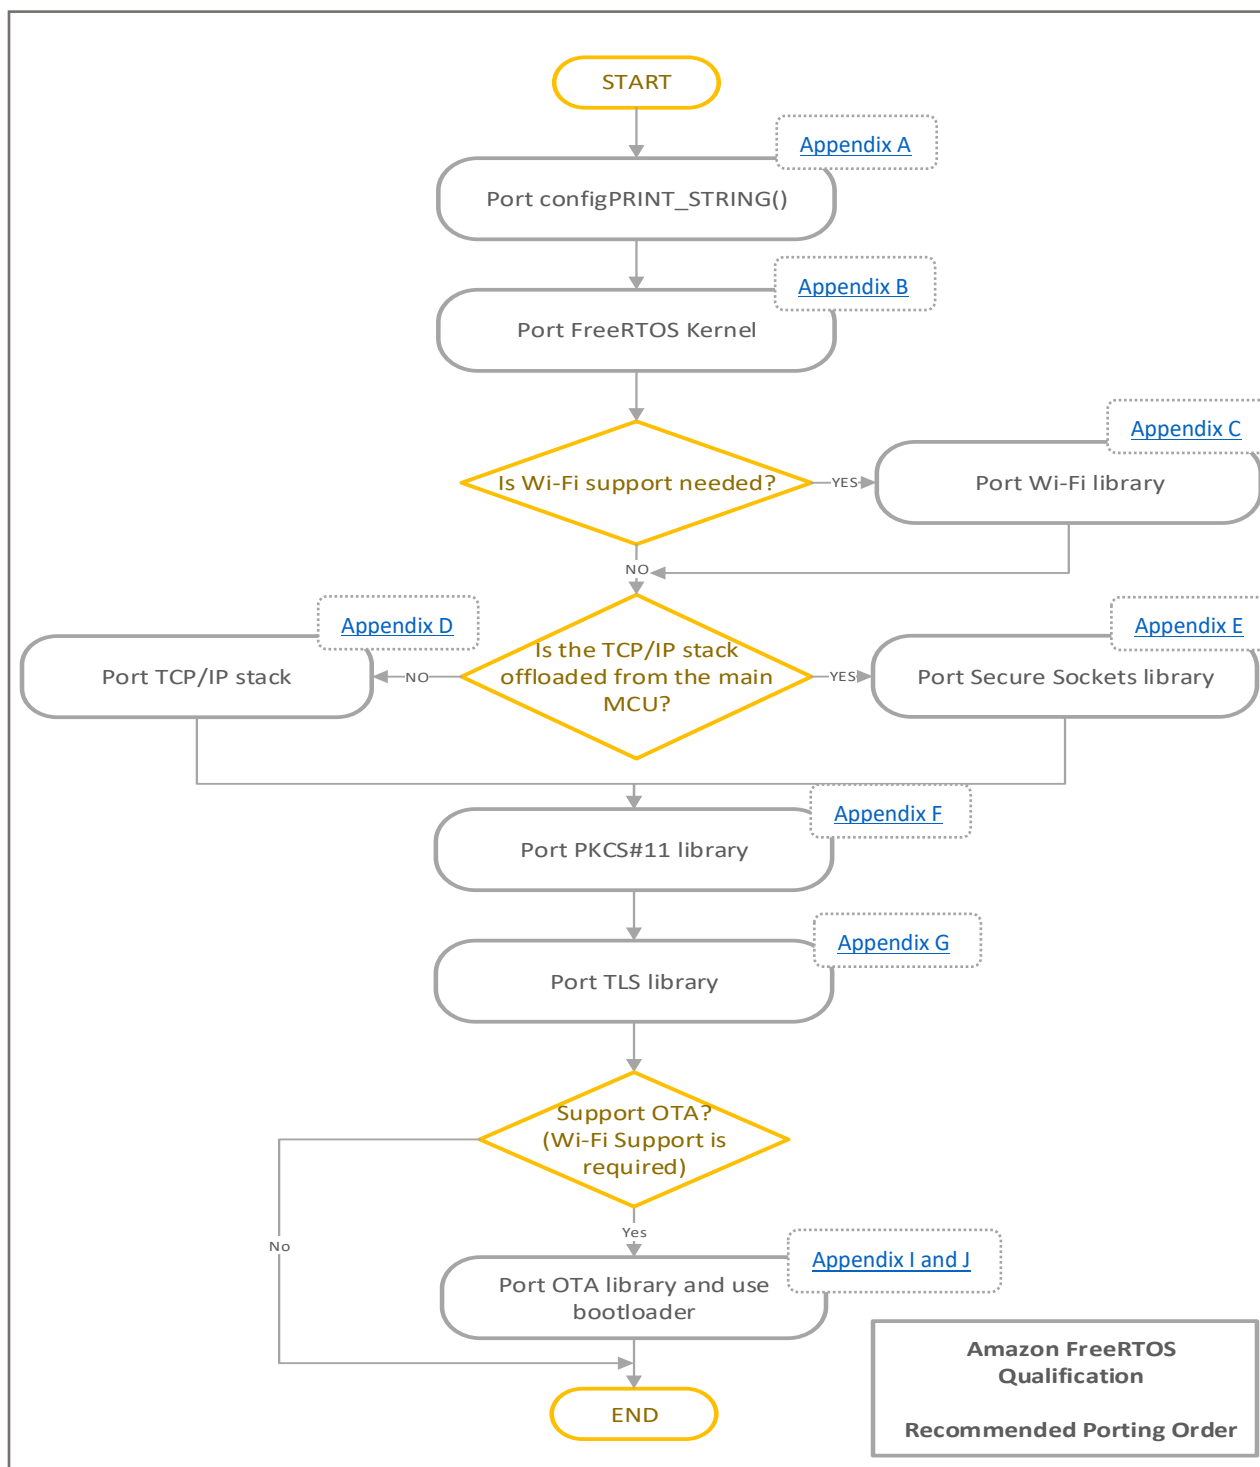 START
Appendix A
Port configPRINT_STRING()
Appendix B
Port FreeRTOS Kernel
Appendix C
Is Wi-Fi support needed?
YES
Port Wi-Fi library
NO
Appendix D
Appendix E
Port TCP/IP stack
NO
Is the TCP/IP stack
offloaded from the main
MCU?
YES
Port Secure Sockets library
Appendix F
Port PKCS#11 library
Appendix G
Port TLS library
Support OTA?
(Wi-Fi Support is
required)
No
Yes
Appendix I and J
Port OTA library and use
bootloader
END
Amazon FreeRTOS
Qualification
Recommended Porting Order